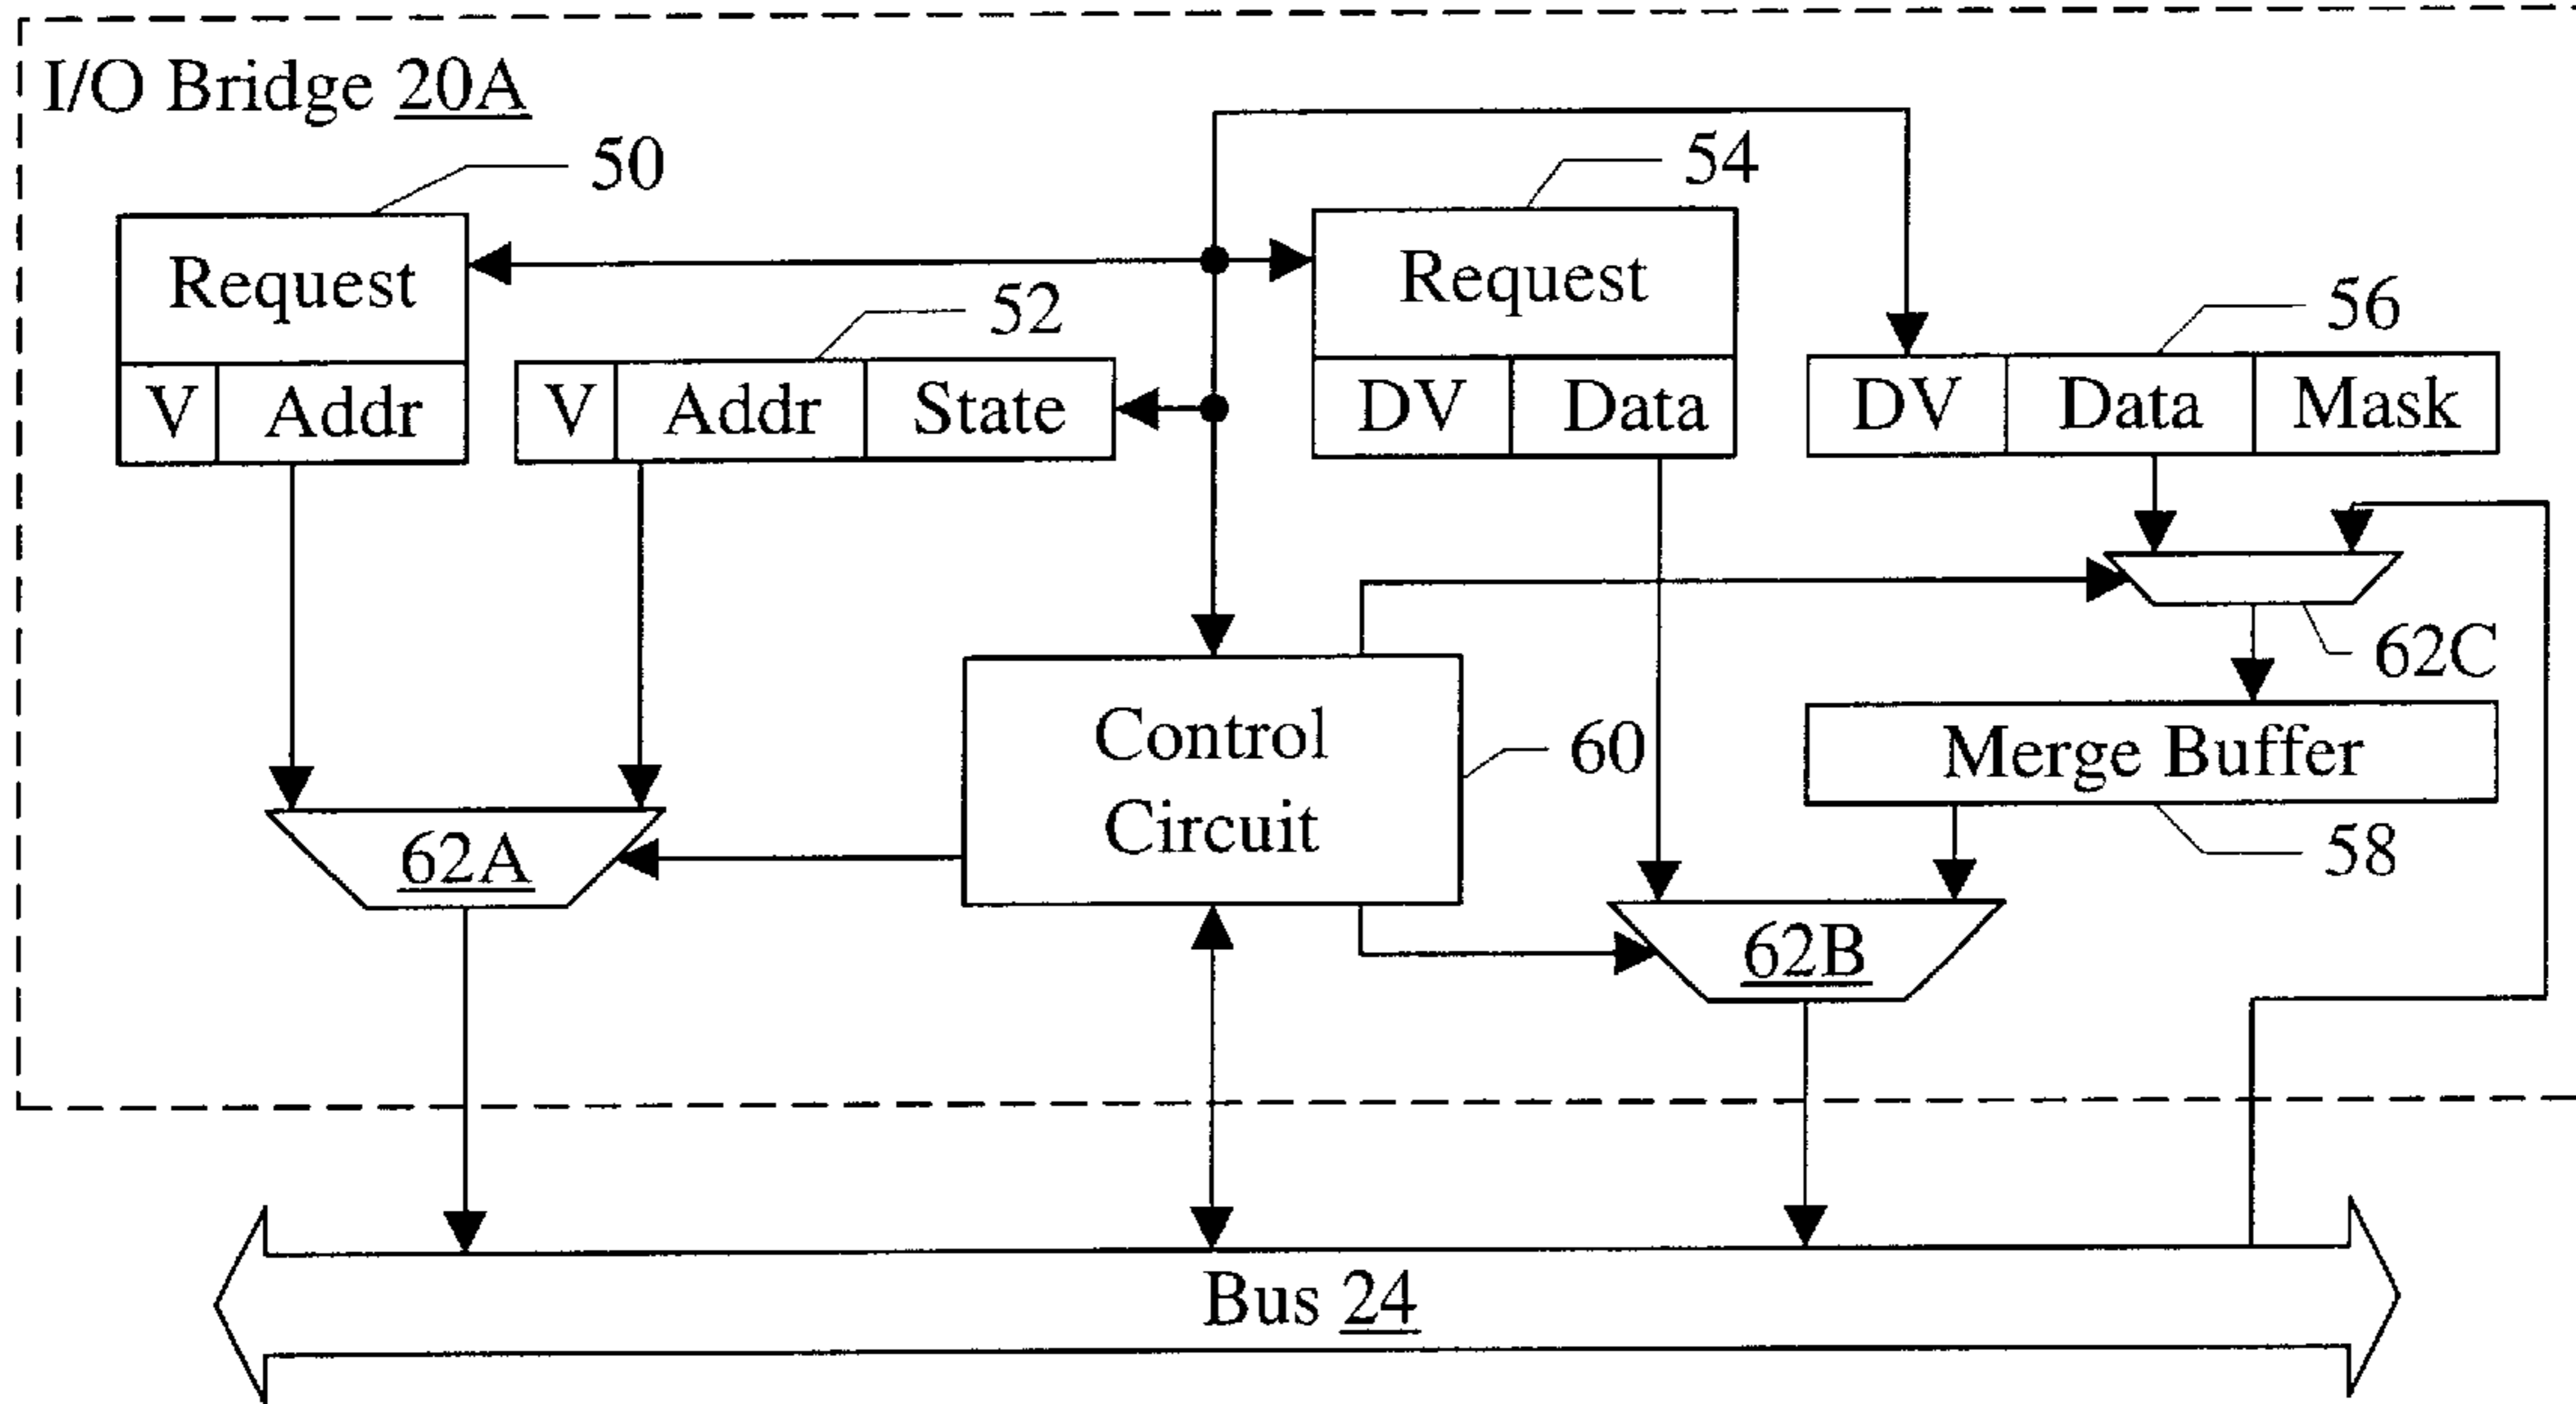 I/O Bridge 20A
50
54
Request
52
Request
56
V Addr
V Addr State
DV Data
DV Data Mask
62C
Control
Circuit
60
Merge Buffer
58
62A
62B
Bus 24